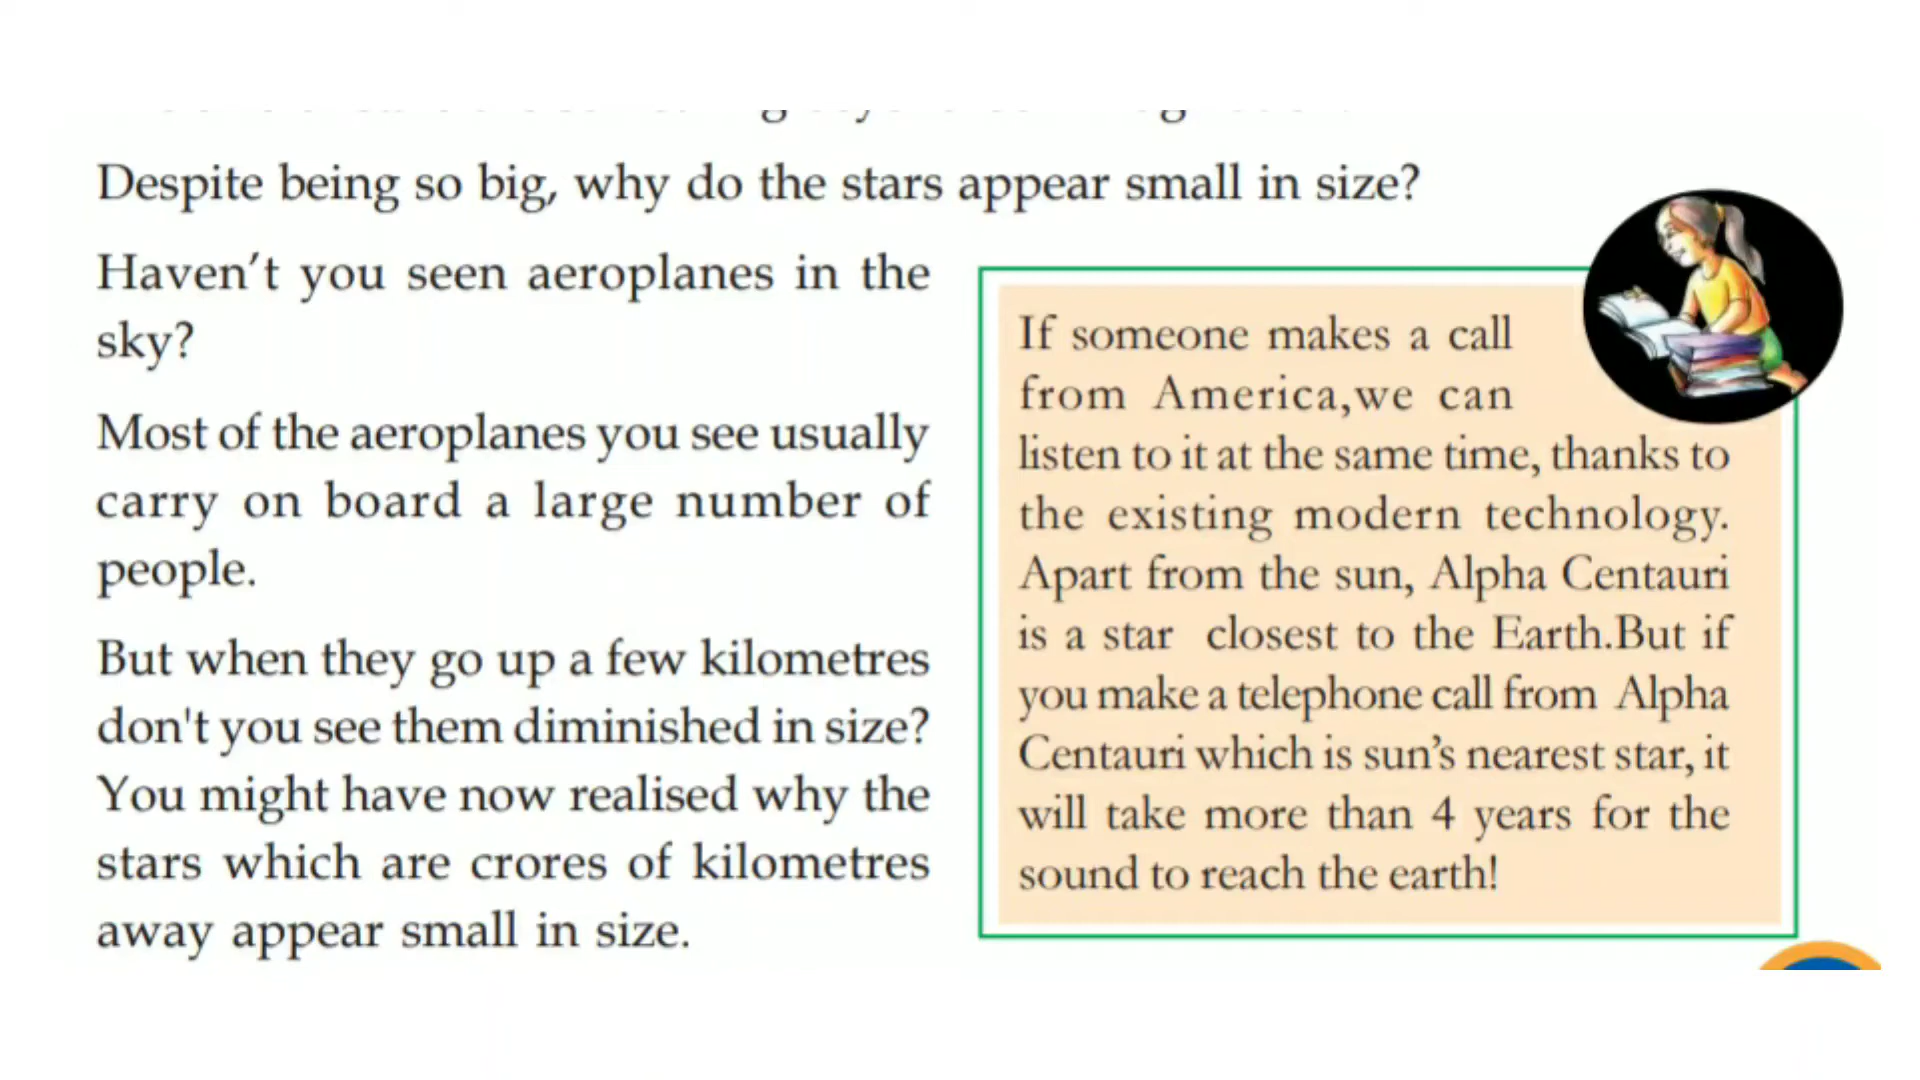 Despite being so big, why do the stars appear small in size?
Haven't you seen aeroplanes in the
sky?
Most of the aeroplanes you see usually
carry on board a large number of
people.
But when they go up a few kilometres
don't you see them diminished in size?
You might have now realised why the
stars which are crores of kilometres
away appear small in size.
If someone makes a call
from America,we can
listen to it at the same time, thanks to
the existing modern technology.
Apart from the sun, Alpha Centauri
is a star closest to the Earth.But if
you make a telephone call from Alpha
Centauri which is sun's nearest star, it
will take more than 4 years for the
sound to reach the earth!